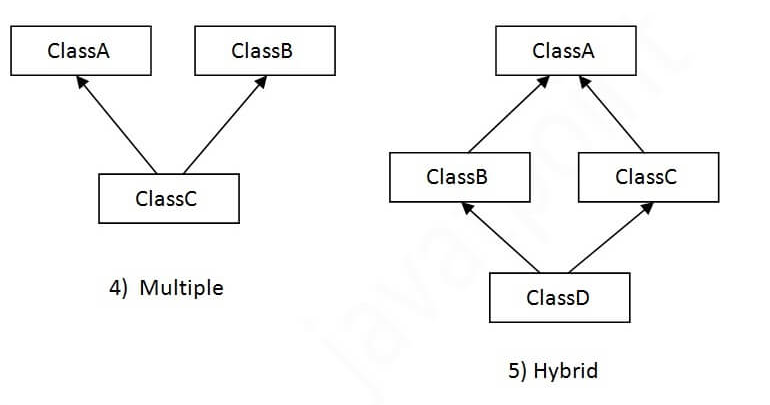 ClassA
ClassB
ClassC
4) Multiple
ClassA
ClassB
ClassC
ClassD
5) Hybrid